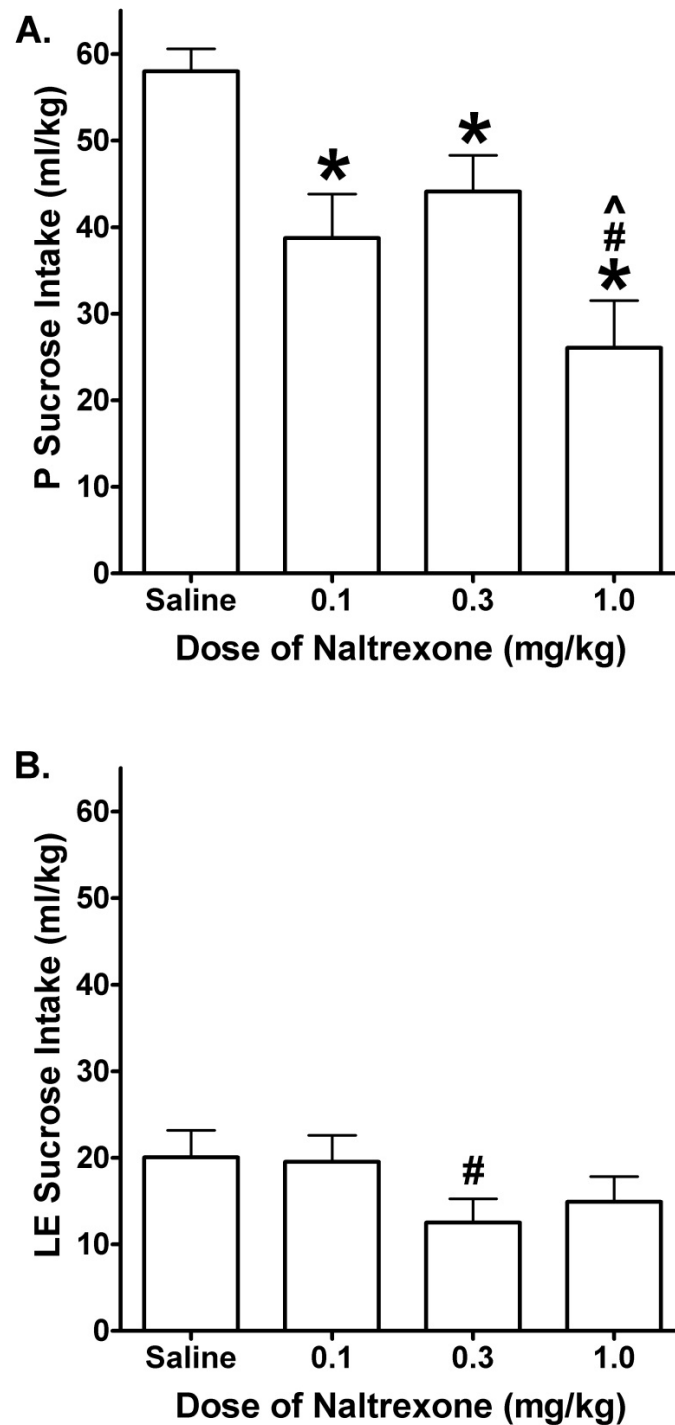 A.
P Sucrose Intake (ml/kg)
60
50
40
30
20
10
0
*
*
^
#
*
Saline 0.1 0.3 1.0
Dose of Naltrexone (mg/kg)
B.
LE Sucrose Intake (ml/kg)
60
50
40
30
20
10
0
#
Saline 0.1 0.3 1.0
Dose of Naltrexone (mg/kg)